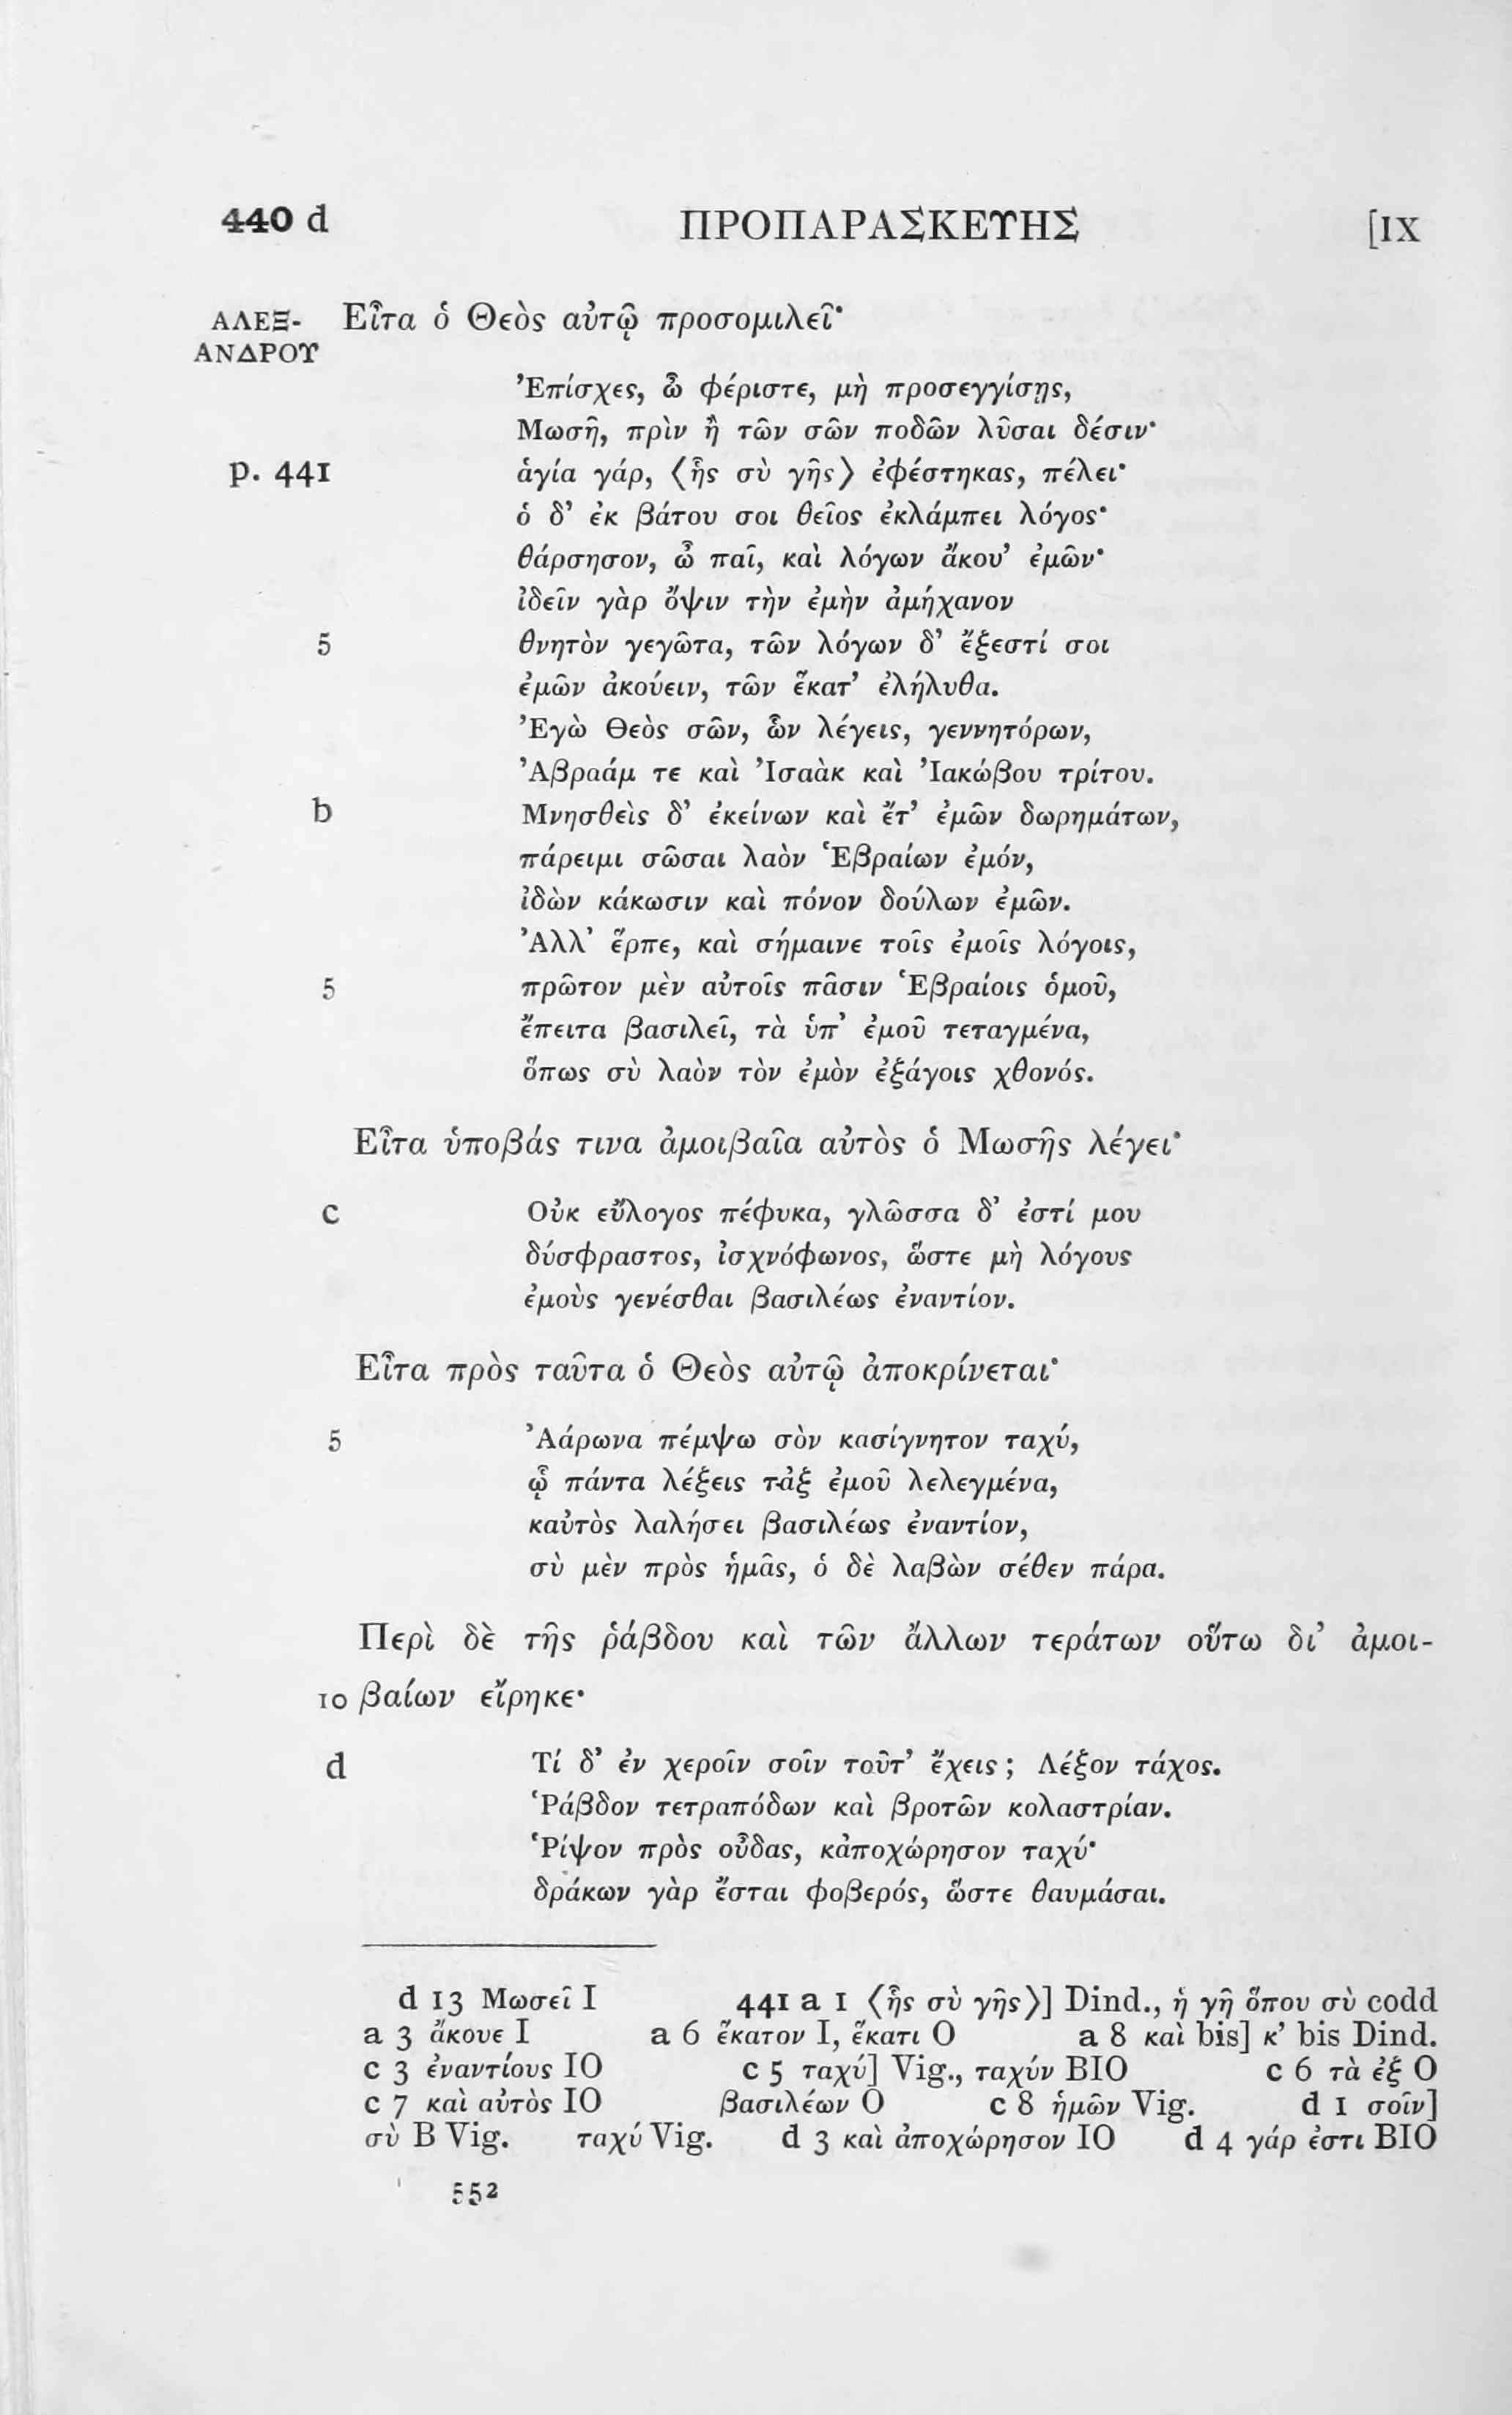 440 d ΠΡΟΠΑΡΑΣΚΕΥΗΣ [IX
ΑΛΕΞ- Εἶτα ὁ Θεὸς αὐτῷ προσομιλεῖ·
ΑΝΔΡΟΥ
Ἐπίσχες, ὦ φέριστε, μὴ προσεγγίσῃς,
Μωσῆ, πρὶν ἢ τῶν σῶν ποδῶν λῦσαι δέσιν·
p. 441 ἁγία γάρ, ⟨ἧς σὺ γῆς⟩ ἐφέστηκας, πέλει·
ὁ δ’ ἐκ βάτου σοι θεῖος ἐκλάμπει λόγος·
θάρσησον, ὦ παῖ, καὶ λόγων ἄκου’ ἐμῶν·
ἰδεῖν γὰρ ὄψιν τὴν ἐμὴν ἀμήχανον
5 θνητὸν γεγῶτα, τῶν λόγων δ’ ἔξεστί σοι
ἐμῶν ἀκούειν, τῶν ἕκατ’ ἐλήλυθα.
Ἐγὼ Θεὸς σῶν, ὧν λέγεις, γεννητόρων,
Ἀβραάμ τε καὶ Ἰσαὰκ καὶ Ἰακώβου τρίτου.
b Μνησθεὶς δ’ ἐκείνων καὶ ἔτ’ ἐμῶν δωρημάτων,
πάρειμι σῶσαι λαὸν Ἑβραίων ἐμόν,
ἰδὼν κάκωσιν καὶ πόνον δούλων ἐμῶν.
Ἀλλ’ ἕρπε, καὶ σήμαινε τοῖς ἐμοῖς λόγοις,
5 πρῶτον μὲν αὐτοῖς πᾶσιν Ἑβραίοις ὁμοῦ,
ἔπειτα βασιλεῖ, τὰ ὑπ’ ἐμοῦ τεταγμένα,
ὅπως σὺ λαὸν τὸν ἐμὸν ἐξάγοις χθονός.
Εἶτα ὑποβάς τινα ἀμοιβαῖα αὐτὸς ὁ Μωσῆς λέγει·
c Οὐκ εὔλογος πέφυκα, γλῶσσα δ’ ἐστί μου
δύσφραστος, ἰσχνόφωνος, ὥστε μὴ λόγους
ἐμοὺς γενέσθαι βασιλέως ἐναντίον.
Εἶτα πρὸς ταῦτα ὁ Θεὸς αὐτῷ ἀποκρίνεται·
5 Ἀάρωνα πέμψω σὸν κασίγνητον ταχύ,
ᾧ πάντα λέξεις τἀξ ἐμοῦ λελεγμένα,
καὐτὸς λαλήσει βασιλέως ἐναντίον,
σὺ μὲν πρὸς ἡμᾶς, ὁ δὲ λαβὼν σέθεν πάρα.
Περὶ δὲ τῆς ῥάβδου καὶ τῶν ἄλλων τεράτων οὕτω δι’ ἀμοι-
10 βαίων εἴρηκε·
d Τί δ’ ἐν χεροῖν σοῖν τοῦτ’ ἔχεις; Λέξον τάχος.
Ῥάβδον τετραπόδων καὶ βροτῶν κολαστρίαν.
Ῥίψον πρὸς οὖδας, κἀποχώρησον ταχύ·
δράκων γὰρ ἔσται φοβερός, ὥστε θαυμάσαι.
d 13 Μωσεῖ I 441 a 1 ⟨ἧς σὺ γῆς⟩] Dind., ἡ γῆ ὅπου σὺ codd
a 3 ἄκουε I a 6 ἕκατον I, ἕκατι O a 8 καὶ bis] κ’ bis Dind.
c 3 ἐναντίους IO c 5 ταχύ] Vig., ταχύν BIO c 6 τὰ ἐξ O
c 7 καὶ αὐτὸς IO βασιλέων O c 8 ἡμῶν Vig. d 1 σοῖν]
σὺ B Vig. ταχύ Vig. d 3 καὶ ἀποχώρησον IO d 4 γάρ ἐστι BIO
552